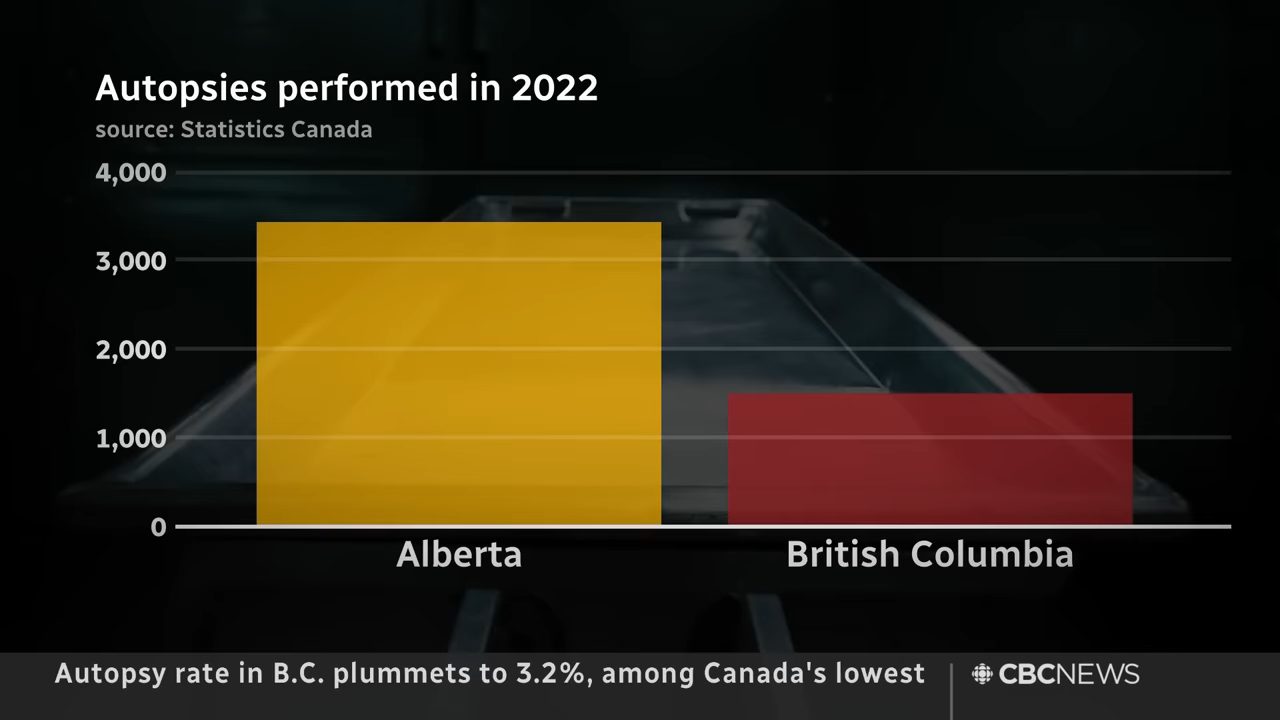 Autopsies performed in 2022
source: Statistics Canada
4,000
3,000
2,000
1,000
0
Alberta
British Columbia
Autopsy rate in B.C. plummets to 3.2%, among Canada's lowest
CBCNEWS